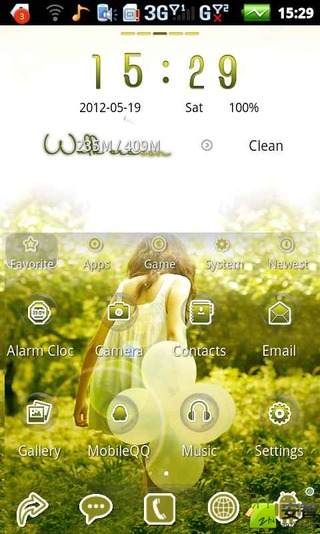 3 3G 1 G 2 15:29
15:29
2012-05-19 Sat 100%
235M / 409M Clean
Favorite Apps Game System Newest
Alarm Cloc Camera Contacts Email
Gallery MobileQQ Music Settings